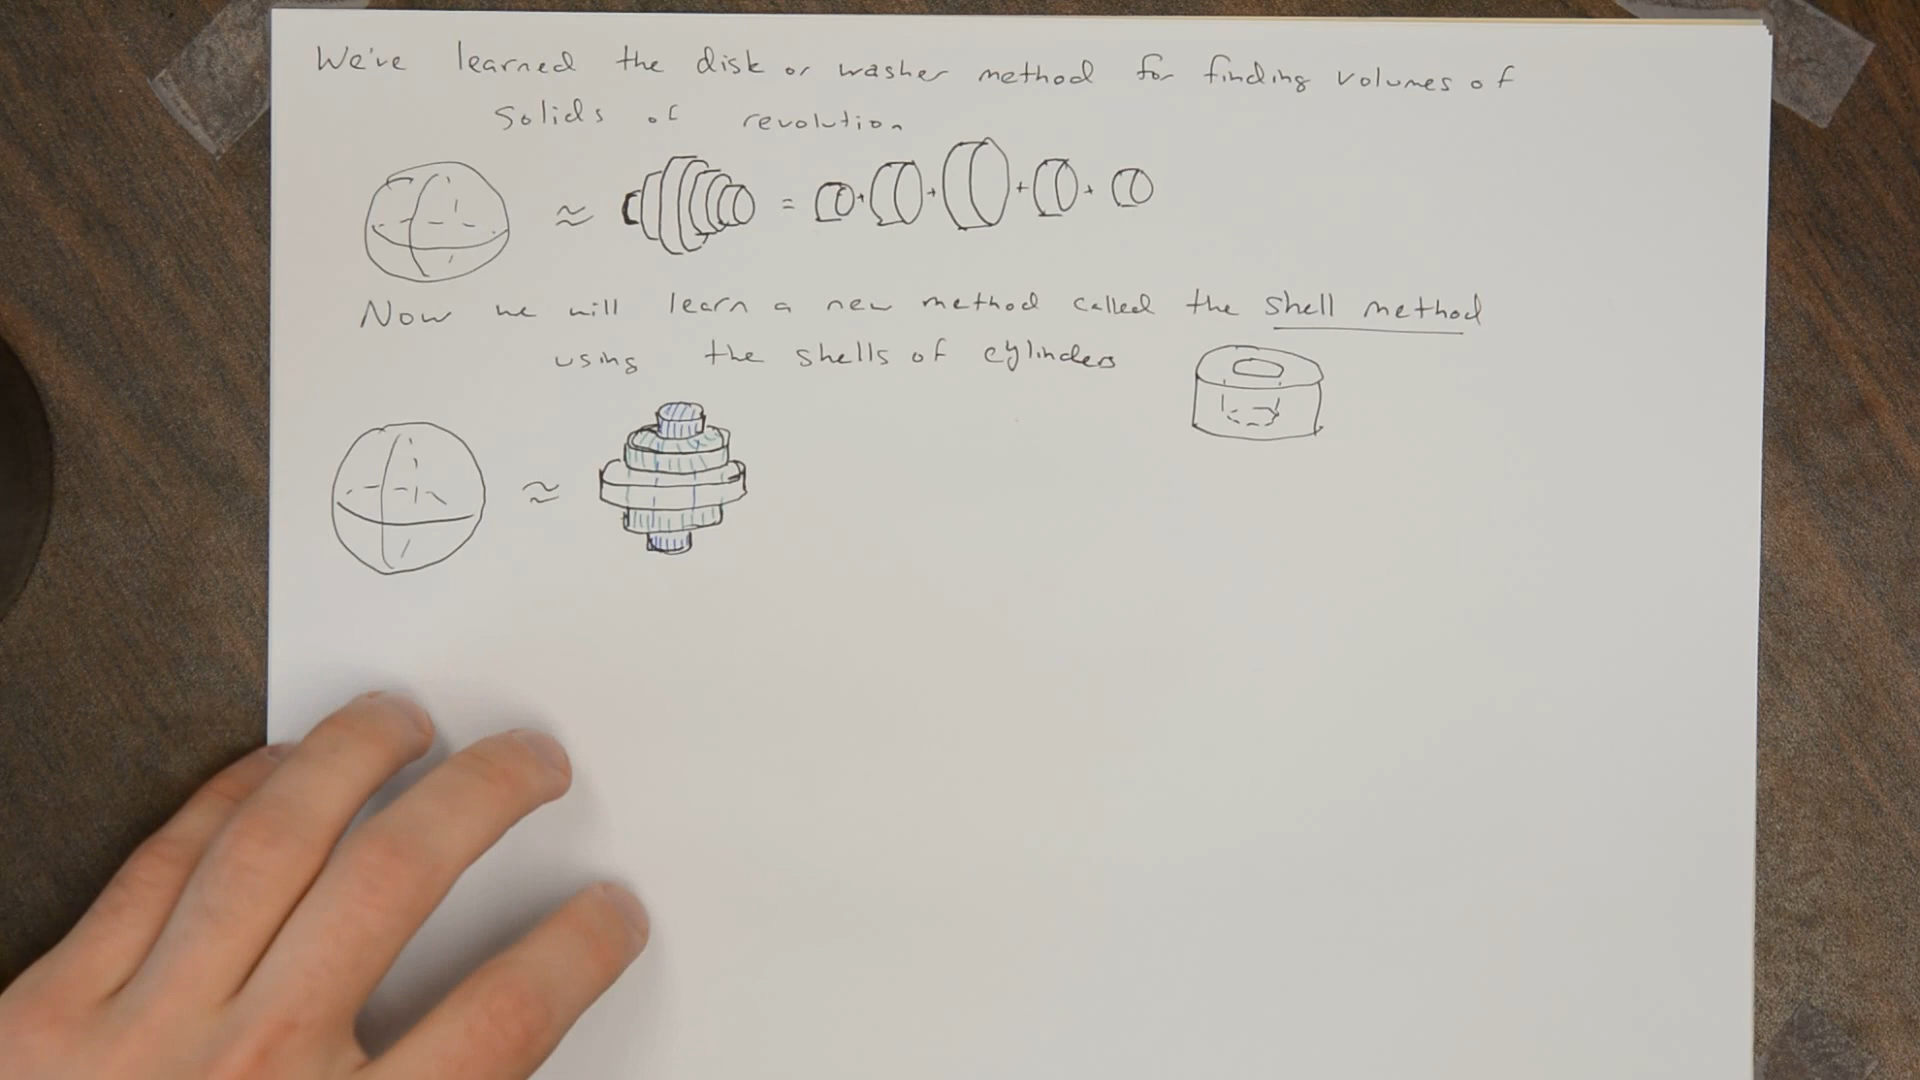 We've learned the disk or washer method for finding volumes of
solids of revolution
≈ = + + + +
Now we will learn a new method called the shell method
using the shells of cylinders
≈